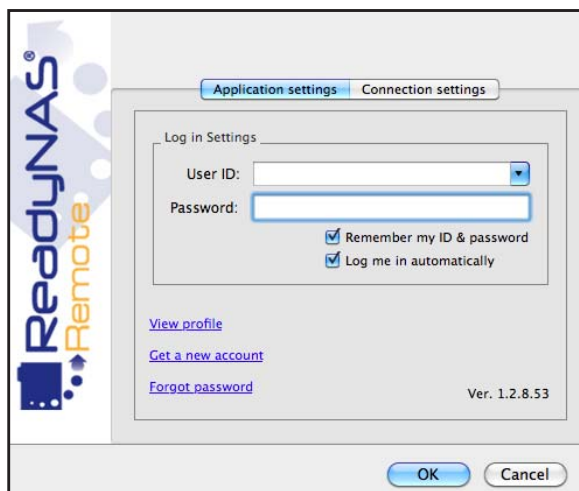 ReadyNAS®
Remote
Application settings
Connection settings
Log in Settings
User ID:
Password:
Remember my ID & password
Log me in automatically
View profile
Get a new account
Forgot password
Ver. 1.2.8.53
OK
Cancel